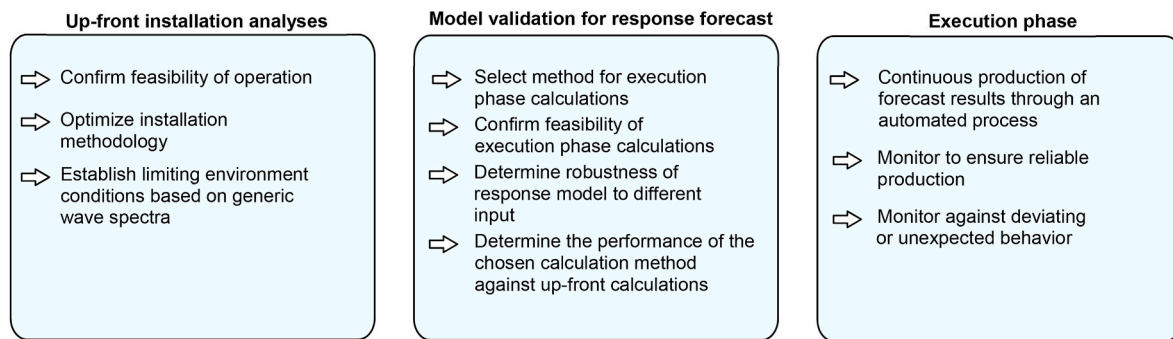 Up-front installation analyses
Confirm feasibility of operation
Optimize installation
methodology
Establish limiting environment
conditions based on generic
wave spectra
Model validation for response forecast
Select method for execution
phase calculations
Confirm feasibility of
execution phase calculations
Determine robustness of
response model to different
input
Determine the performance of the
chosen calculation method
against up-front calculations
Execution phase
Continuous production of
forecast results through an
automated process
Monitor to ensure reliable
production
Monitor against deviating
or unexpected behavior